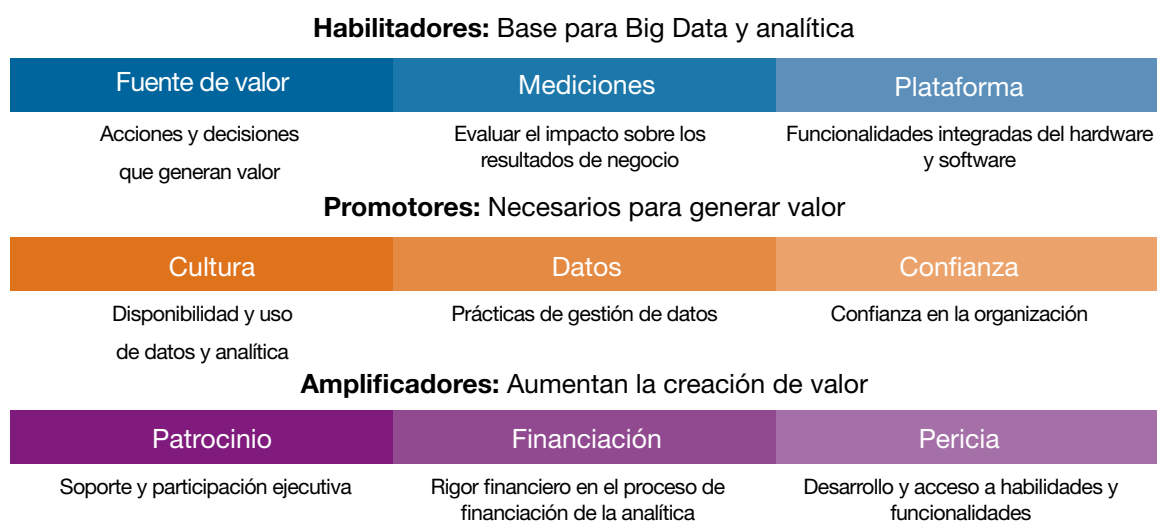 Habilitadores: Base para Big Data y analítica
Fuente de valor
Mediciones
Plataforma
Acciones y decisiones
que generan valor
Evaluar el impacto sobre los
resultados de negocio
Funcionalidades integradas del hardware
y software
Promotores: Necesarios para generar valor
Cultura
Datos
Confianza
Disponibilidad y uso
de datos y analítica
Prácticas de gestión de datos
Confianza en la organización
Amplificadores: Aumentan la creación de valor
Patrocinio
Financiación
Pericia
Soporte y participación ejecutiva
Rigor financiero en el proceso de
financiación de la analítica
Desarrollo y acceso a habilidades y
funcionalidades